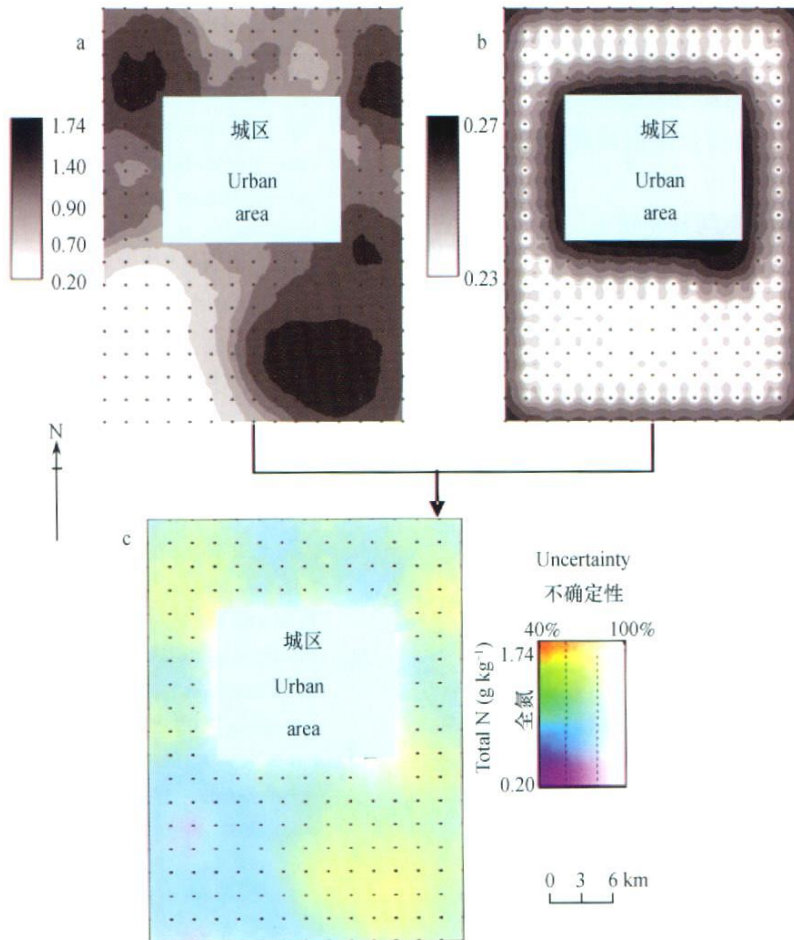 a
1.74
1.40
0.90
0.70
0.20
城区
Urban
area
b
0.27
0.23
城区
Urban
area
N
c
城区
Urban
area
Uncertainty
不确定性
40% 100%
1.74
0.20
Total N (g kg⁻¹)
全氮
0 3 6 km